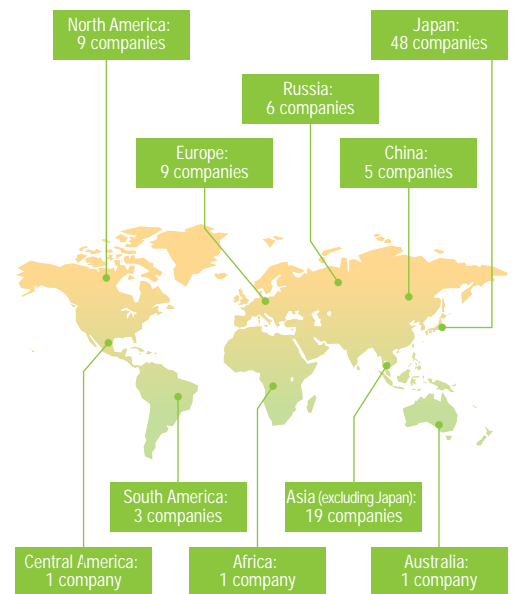 North America:
9 companies
Japan:
48 companies
Russia:
6 companies
Europe:
9 companies
China:
5 companies
South America:
3 companies
Asia (excluding Japan):
19 companies
Central America:
1 company
Africa:
1 company
Australia:
1 company